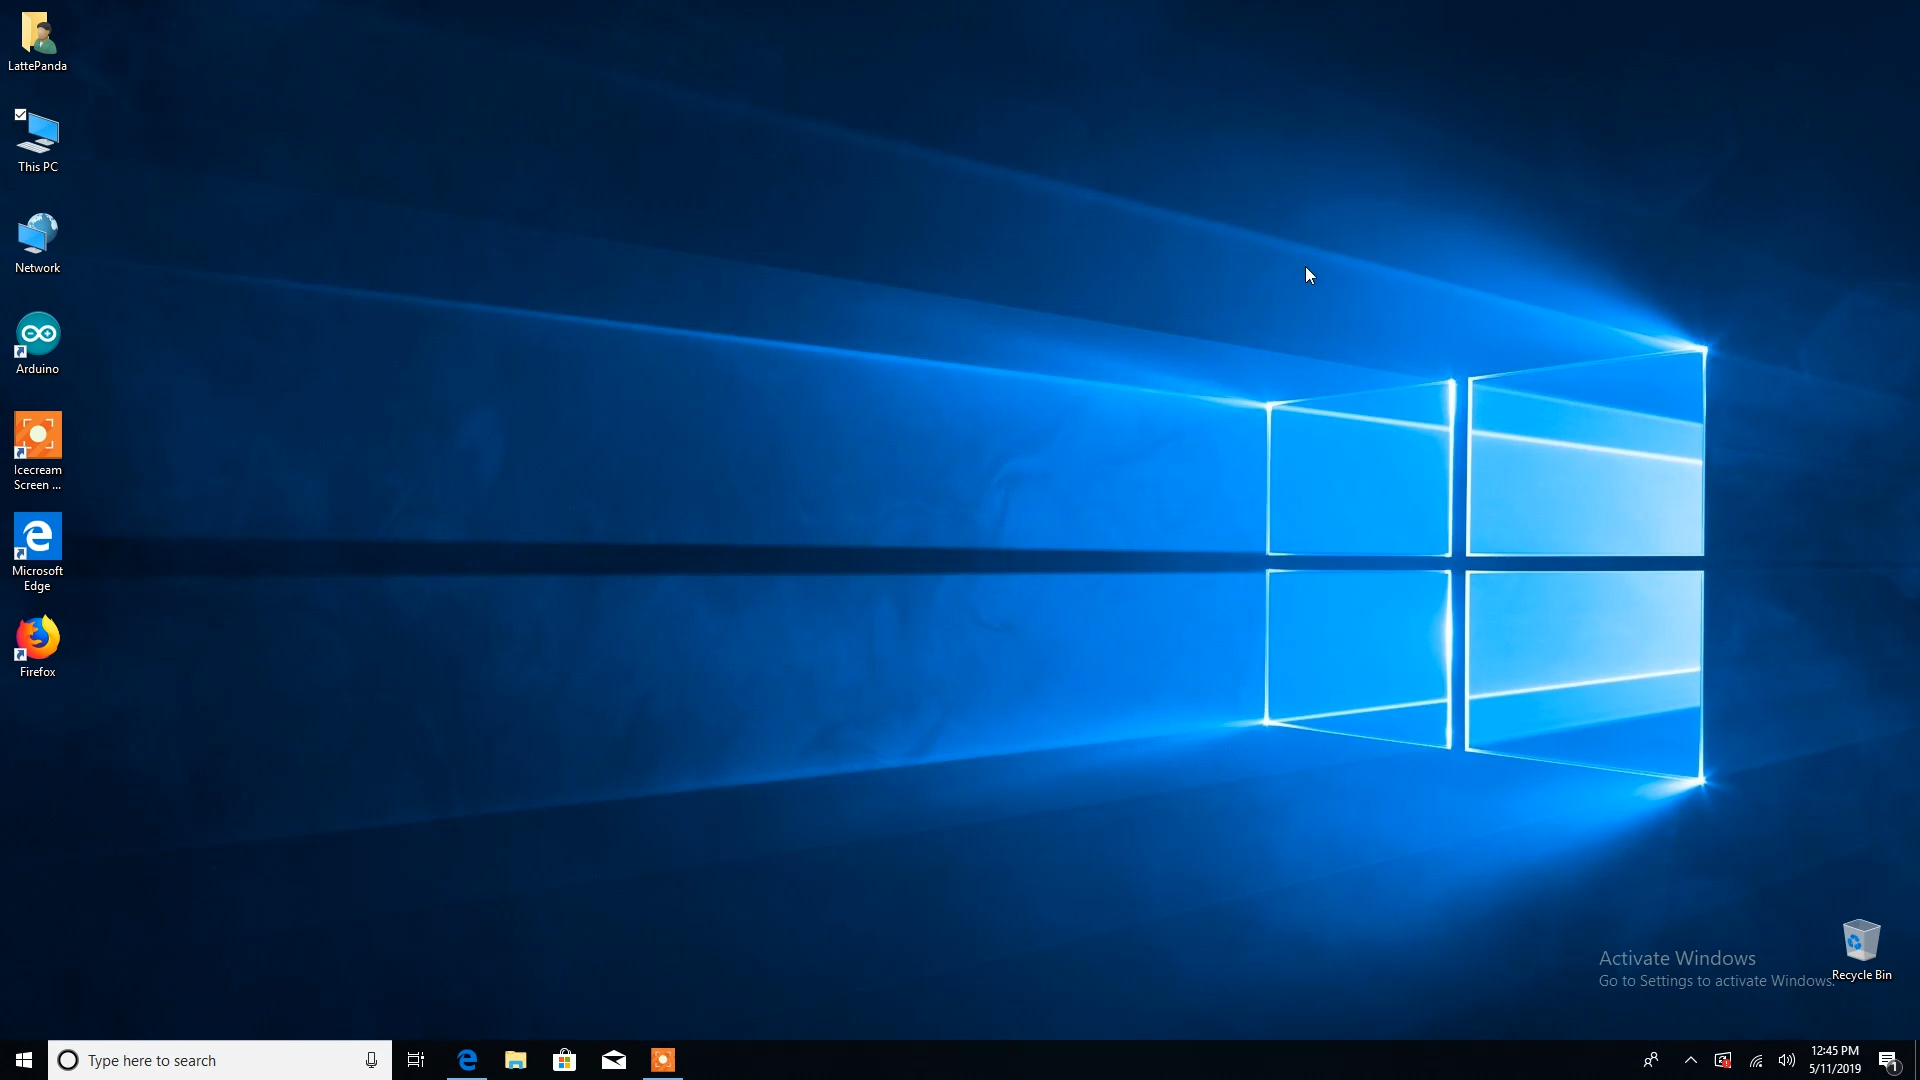 LattePanda
This PC
Network
Arduino
Icecream
Screen ...
Microsoft
Edge
Firefox
Activate Windows
Go to Settings to activate Windows.
Recycle Bin
Type here to search
12:45 PM
5/11/2019
1